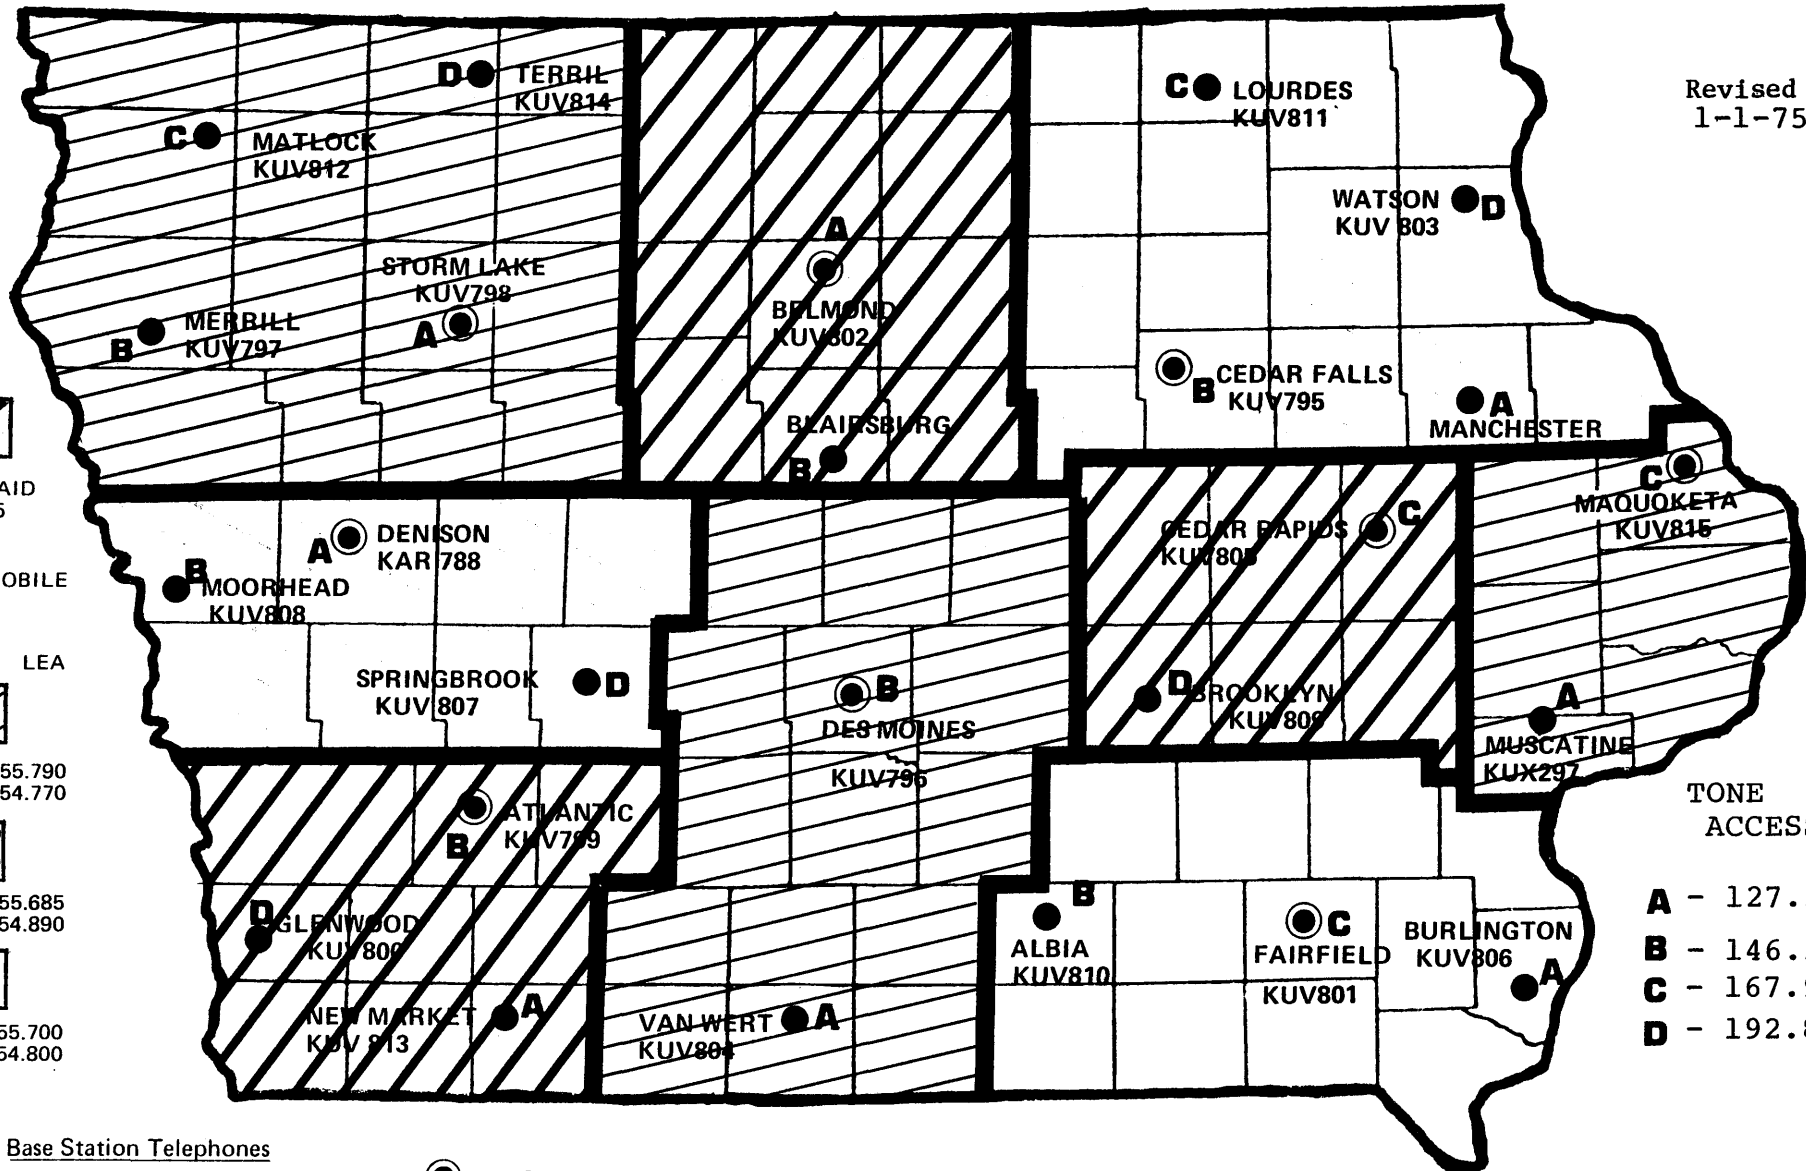 D TERRIL
KUV814
C MATLOCK
KUV812
STORM LAKE
KUV798
A
MERRILL
KUV797
B
A
BELMOND
KUV802
BLAIRSBURG
B
C LOURDES
KUV811
Revised
1-1-75
WATSON D
KUV 803
B CEDAR FALLS
KUV795
A
MANCHESTER
C
MAQUOKETA
KUV815
AID
OBILE
LEA
55.790
54.770
55.685
54.890
55.700
54.800
A DENISON
KAR 788
B
MOORHEAD
KUV808
SPRINGBROOK D
KUV 807
B
DES MOINES
KUV796
CEDAR RAPIDS C
KUV805
D BROOKLYN
KUV809
A
MUSCATINE
KUX297
ATLANTIC
KUV799
B
D
GLENWOOD
KUV800
NEW MARKET A
KUV 813
VAN WERT A
KUV804
B
ALBIA
KUV810
C
FAIRFIELD
KUV801
BURLINGTON
KUV806
A
TONE
ACCESS
A - 127.
B - 146.
C - 167.9
D - 192.8
Base Station Telephones